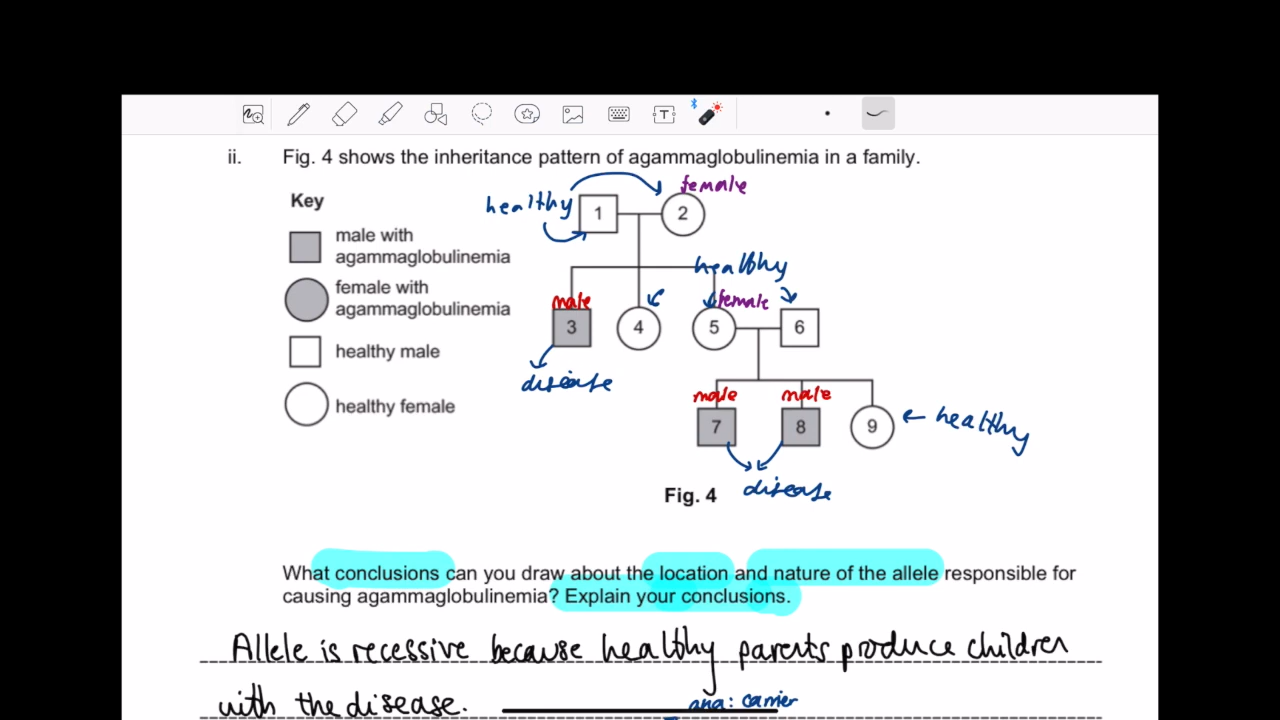 ii. Fig. 4 shows the inheritance pattern of agammaglobulinemia in a family.
Key
male with
agammaglobulinemia
female with
agammaglobulinemia
healthy male
healthy female
healthy 1 2 female
healthy
male female
3 4 5 6
disease
male male
7 8 9 healthy
disease
Fig. 4
What conclusions can you draw about the location and nature of the allele responsible for
causing agammaglobulinemia? Explain your conclusions.
Allele is recessive because healthy parents produce children
with the disease. carrier